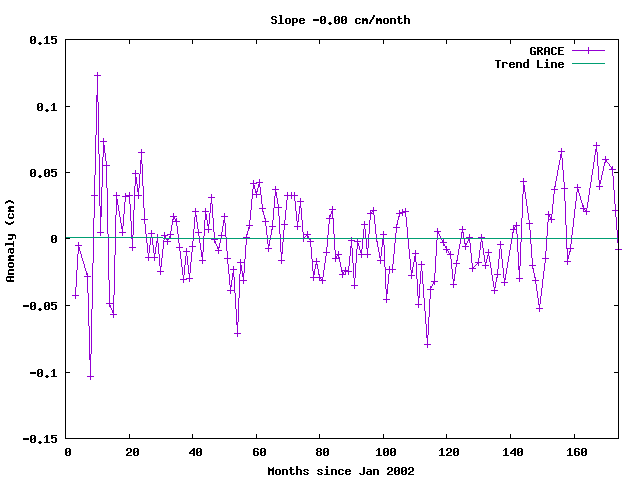 Slope -0.00 cm/month
GRACE
Trend Line
0.15
0.1
0.05
0
-0.05
-0.1
-0.15
Anomaly (cm)
0 20 40 60 80 100 120 140 160
Months since Jan 2002